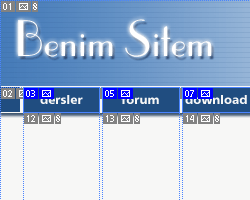 01
Benim Sitem
02 03 05 07
dersler forum download
12 13 14